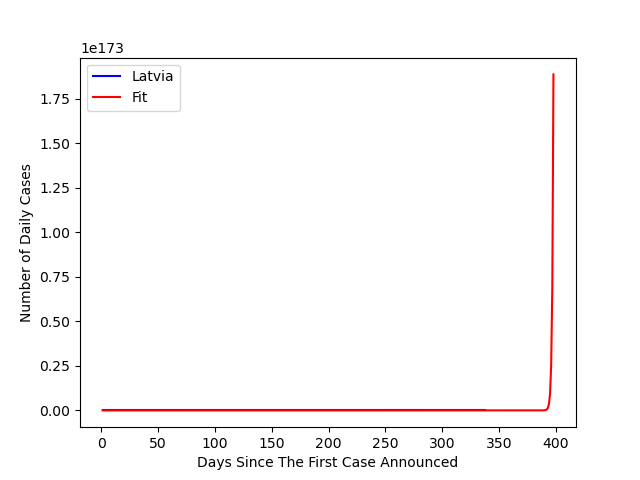 1e173
Latvia
Fit
1.75
1.50
1.25
1.00
0.75
0.50
0.25
0.00
Number of Daily Cases
0 50 100 150 200 250 300 350 400
Days Since The First Case Announced